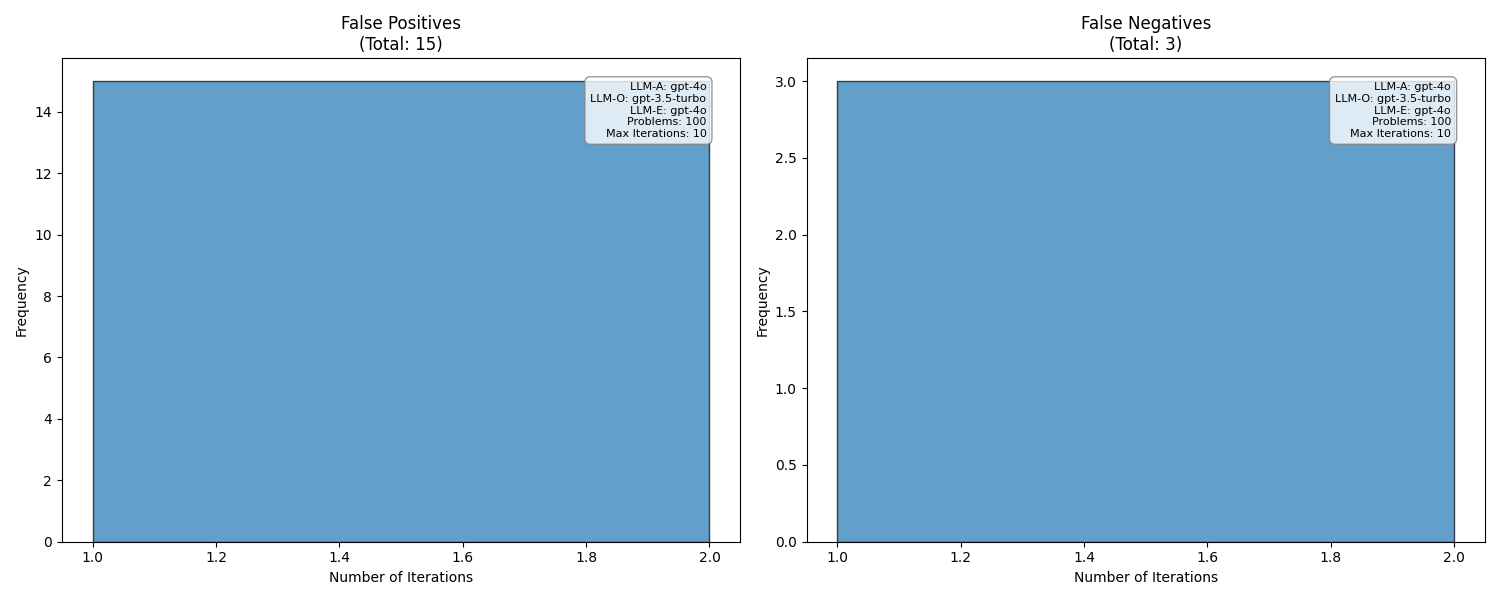 False Positives
(Total: 15)
LLM-A: gpt-4o
LLM-O: gpt-3.5-turbo
LLM-E: gpt-4o
Problems: 100
Max Iterations: 10
Frequency
14
12
10
8
6
4
2
0
1.0 1.2 1.4 1.6 1.8 2.0
Number of Iterations
False Negatives
(Total: 3)
LLM-A: gpt-4o
LLM-O: gpt-3.5-turbo
LLM-E: gpt-4o
Problems: 100
Max Iterations: 10
Frequency
3.0
2.5
2.0
1.5
1.0
0.5
0.0
1.0 1.2 1.4 1.6 1.8 2.0
Number of Iterations